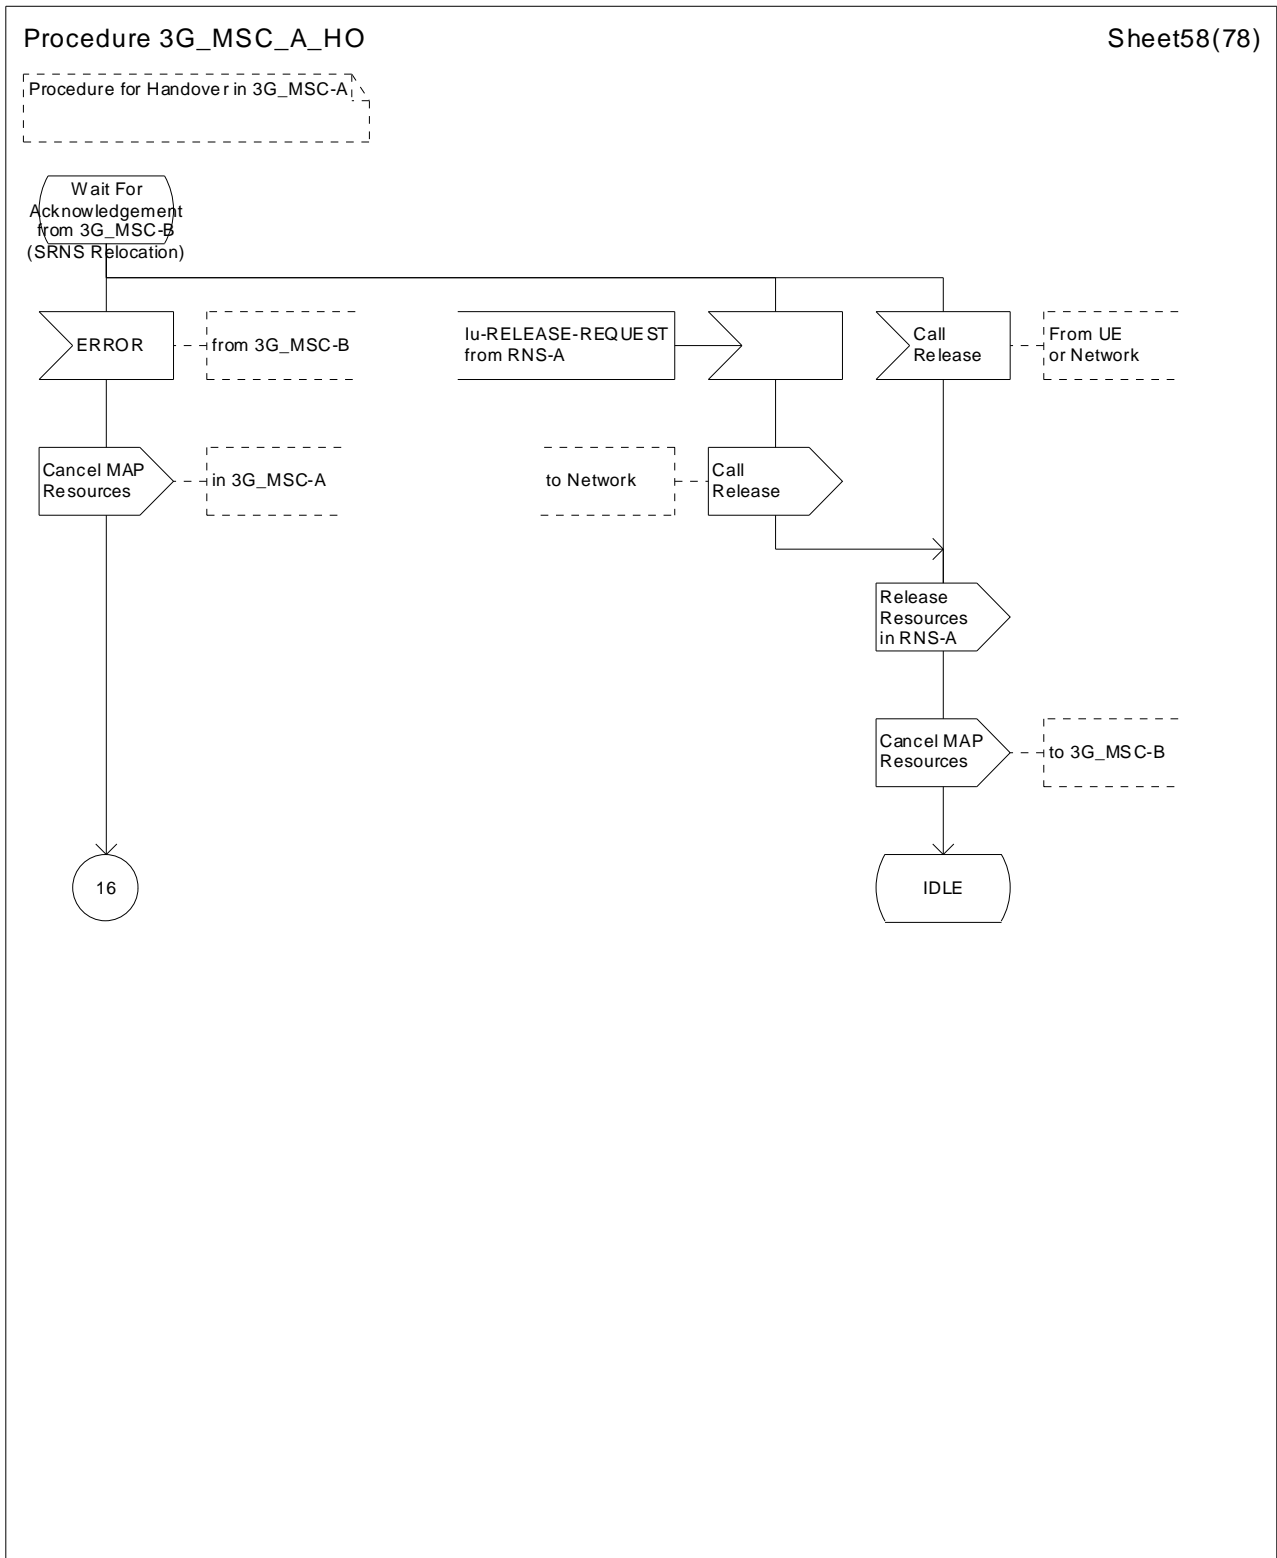 Procedure 3G_MSC_A_HO
Sheet58(78)
Procedure for Handover in 3G_MSC-A
Wait For
Acknowledgement
from 3G_MSC-B
(SRNS Relocation)
ERROR
from 3G_MSC-B
Iu-RELEASE-REQUEST
from RNS-A
Call
Release
From UE
or Network
Cancel MAP
Resources
in 3G_MSC-A
to Network
Call
Release
Release
Resources
in RNS-A
Cancel MAP
Resources
to 3G_MSC-B
16
IDLE